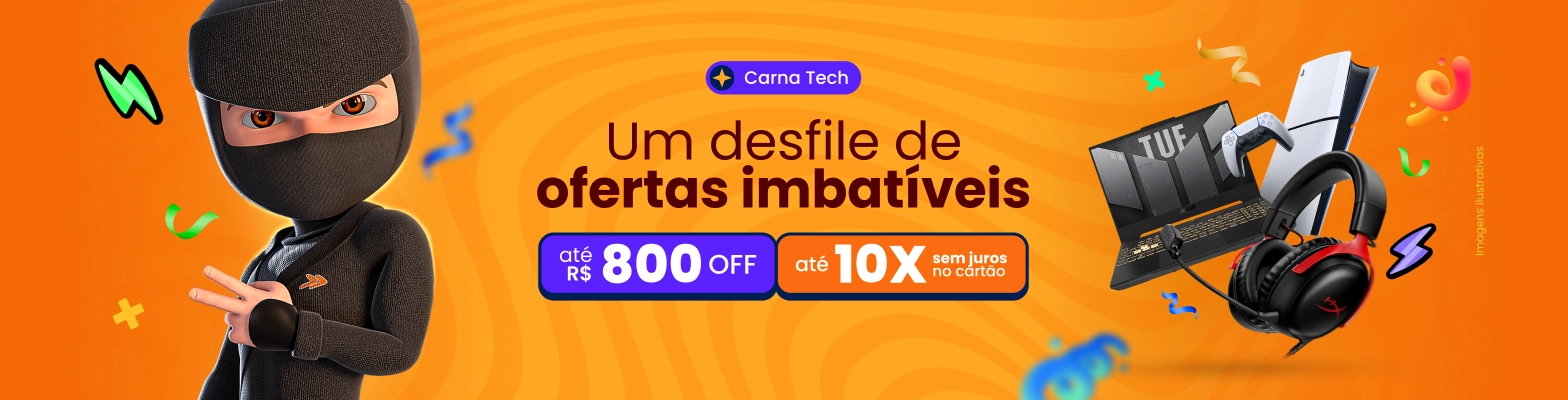 Carna Tech
Um desfile de
ofertas imbatíveis
até
R$ 800 OFF
até 10X sem juros
no cartão
TUF
Imagens ilustrativas